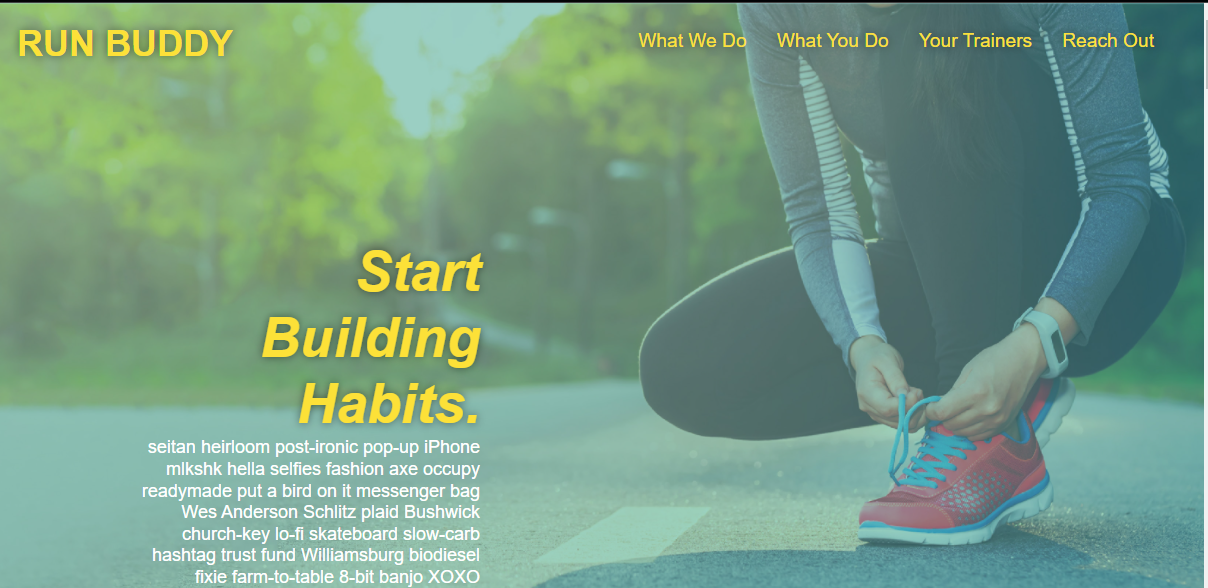 RUN BUDDY
What We Do
What You Do
Your Trainers
Reach Out
Start
Building
Habits.
seitan heirloom post-ironic pop-up iPhone
mlkshk hella selfies fashion axe occupy
readymade put a bird on it messenger bag
Wes Anderson Schlitz plaid Bushwick
church-key lo-fi skateboard slow-carb
hashtag trust fund Williamsburg biodiesel
fixie farm-to-table 8-bit banjo XOXO